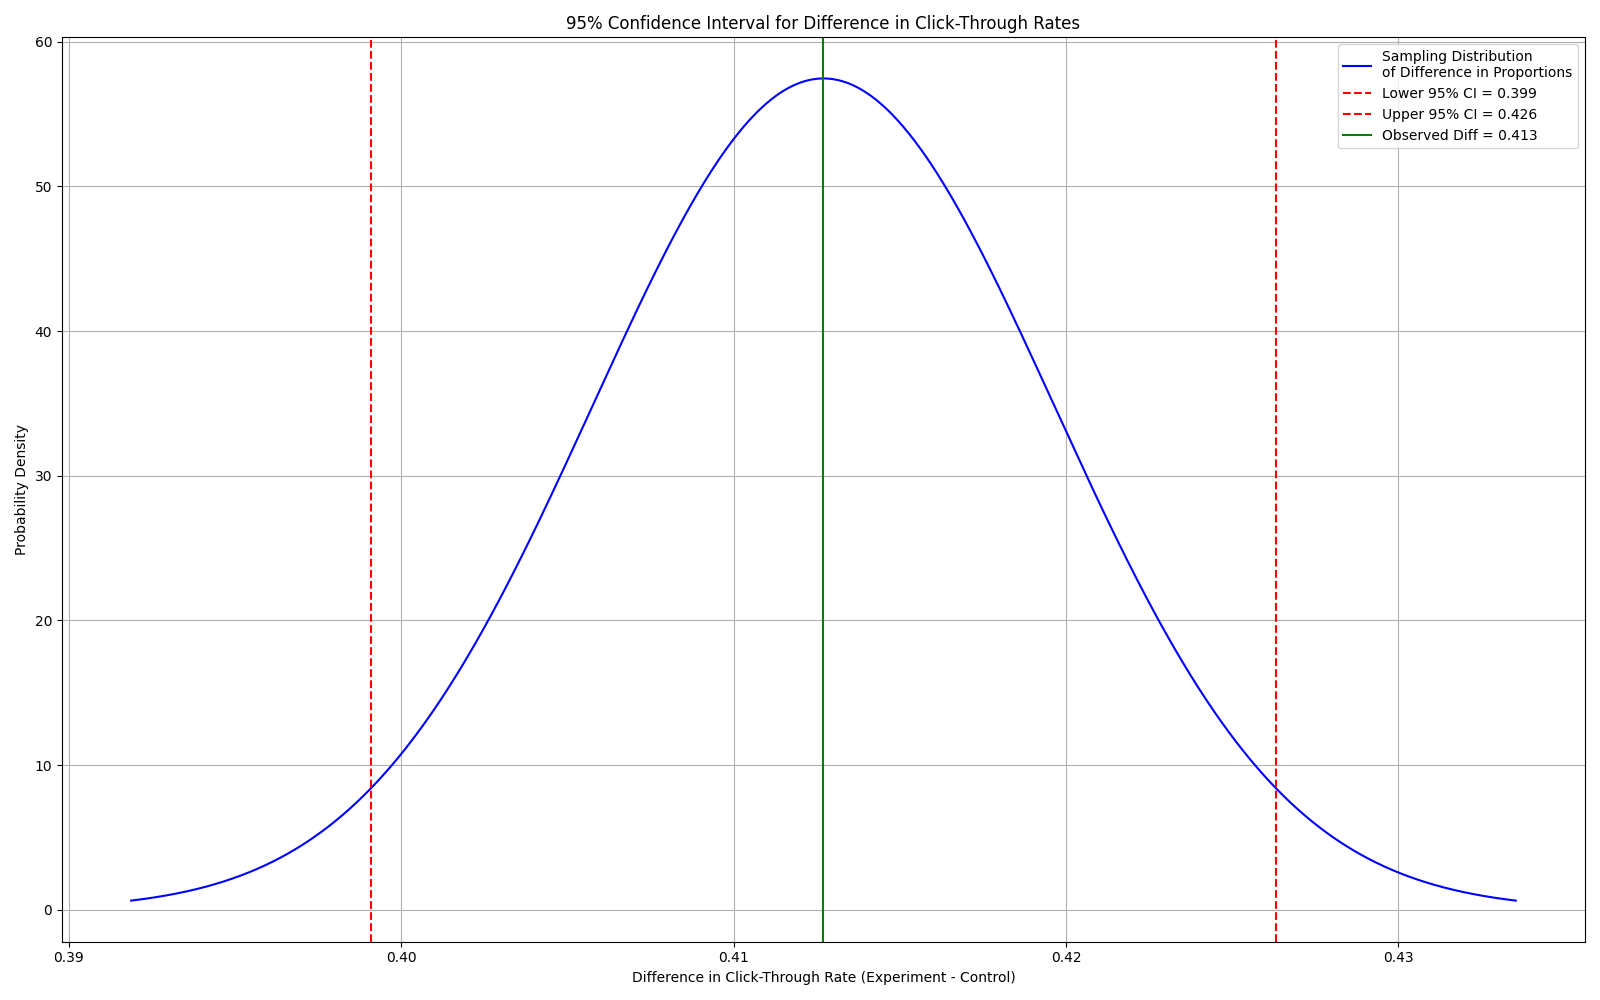 95% Confidence Interval for Difference in Click-Through Rates
Sampling Distribution
of Difference in Proportions
Lower 95% CI = 0.399
Upper 95% CI = 0.426
Observed Diff = 0.413
Probability Density
60
50
40
30
20
10
0
0.39
0.40
0.41
0.42
0.43
Difference in Click-Through Rate (Experiment - Control)